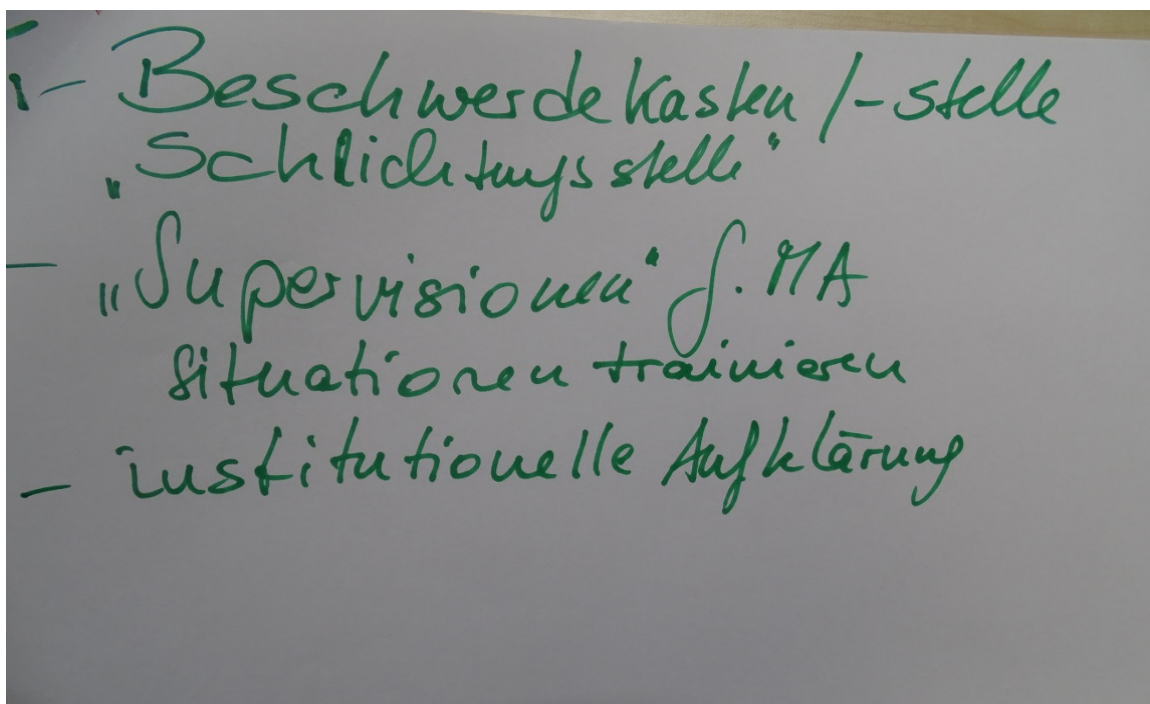 - Beschwerdekasten /-stelle
„Schlichtungsstelle"
- „Supervisionen" f. MA
Situationen trainieren
- institutionelle Aufklärung